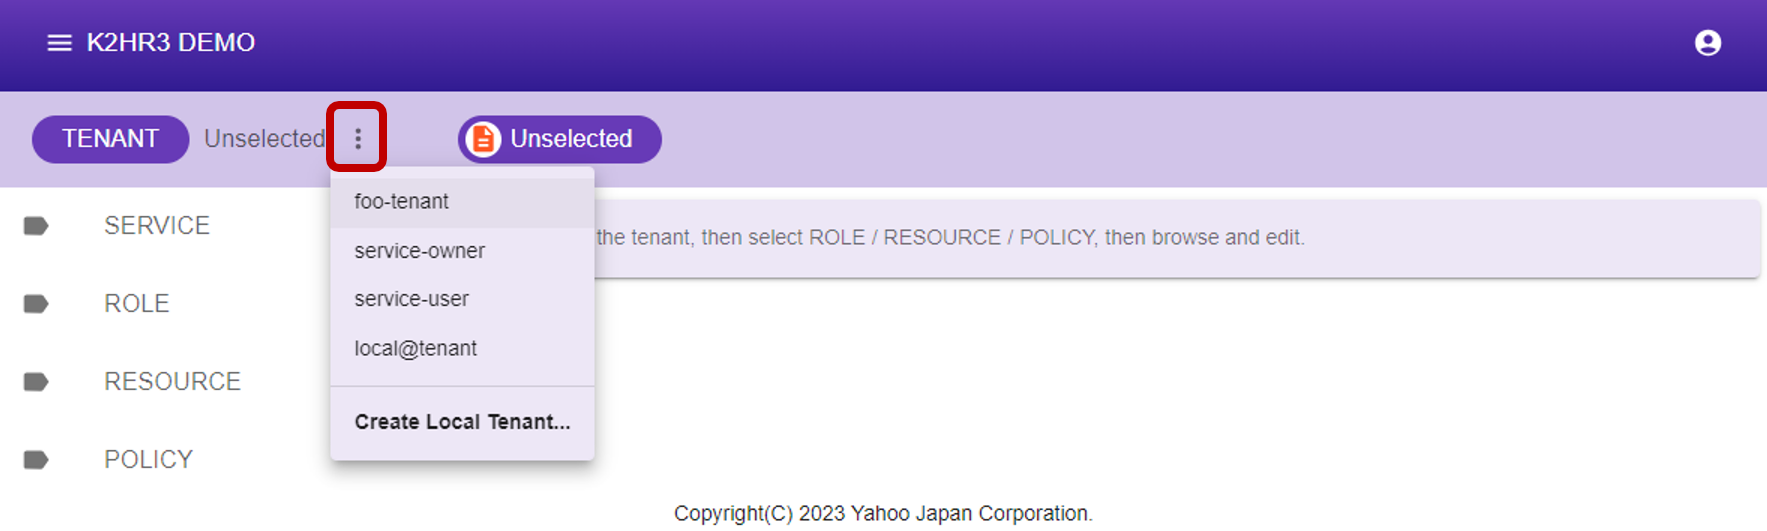 K2HR3 DEMO
TENANT Unselected Unselected
foo-tenant
service-owner
service-user
local@tenant
Create Local Tenant...
SERVICE
ROLE
RESOURCE
POLICY
the tenant, then select ROLE / RESOURCE / POLICY, then browse and edit.
Copyright(C) 2023 Yahoo Japan Corporation.